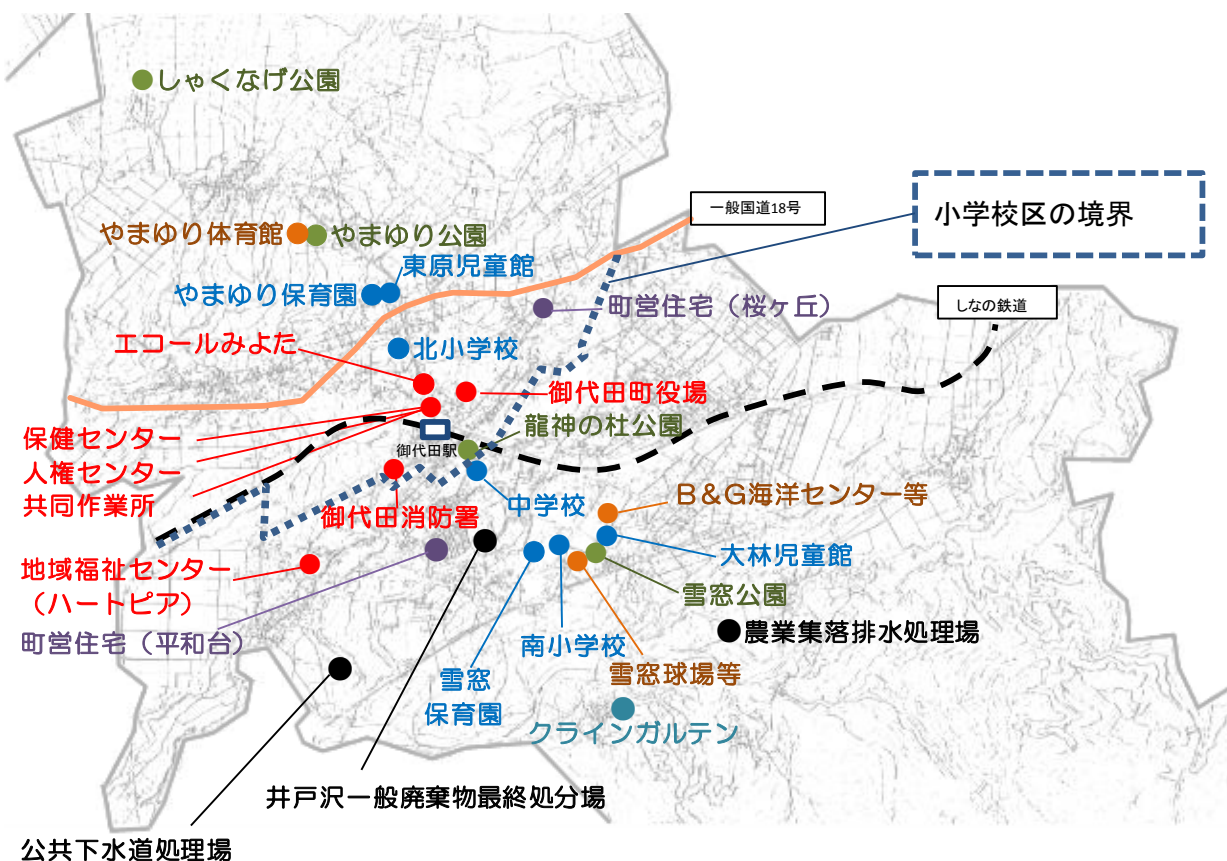 しゃくなげ公園
一般国道18号
小学校区の境界
やまゆり体育館
やまゆり公園
東原児童館
やまゆり保育園
町営住宅（桜ヶ丘）
しなの鉄道
エコールみよた
北小学校
御代田町役場
龍神の杜公園
保健センター
御代田駅
人権センター
共同作業所
中学校
B＆G海洋センター等
御代田消防署
大林児童館
地域福祉センター
（ハートピア）
雪窓公園
町営住宅（平和台）
農業集落排水処理場
南小学校
雪窓球場等
雪窓
保育園
クラインガルテン
井戸沢一般廃棄物最終処分場
公共下水道処理場